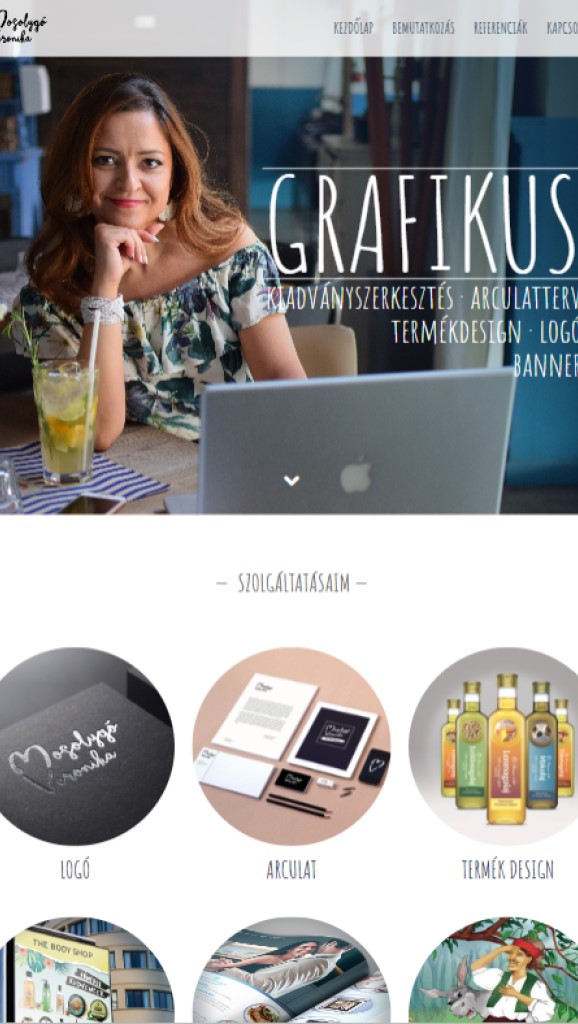 Mosolygó
Veronika
KEZDŐLAP BEMUTATKOZÁS REFERENCIÁK KAPCSO
GRAFIKUS
KIADVÁNYSZERKESZTÉS · ARCULATTERV
TERMÉKDESIGN · LOGÓ
BANNER
— SZOLGÁLTATÁSAIM —
Mosolygó
Veronika
LOGÓ
ARCULAT
TERMÉK DESIGN
THE BODY SHOP